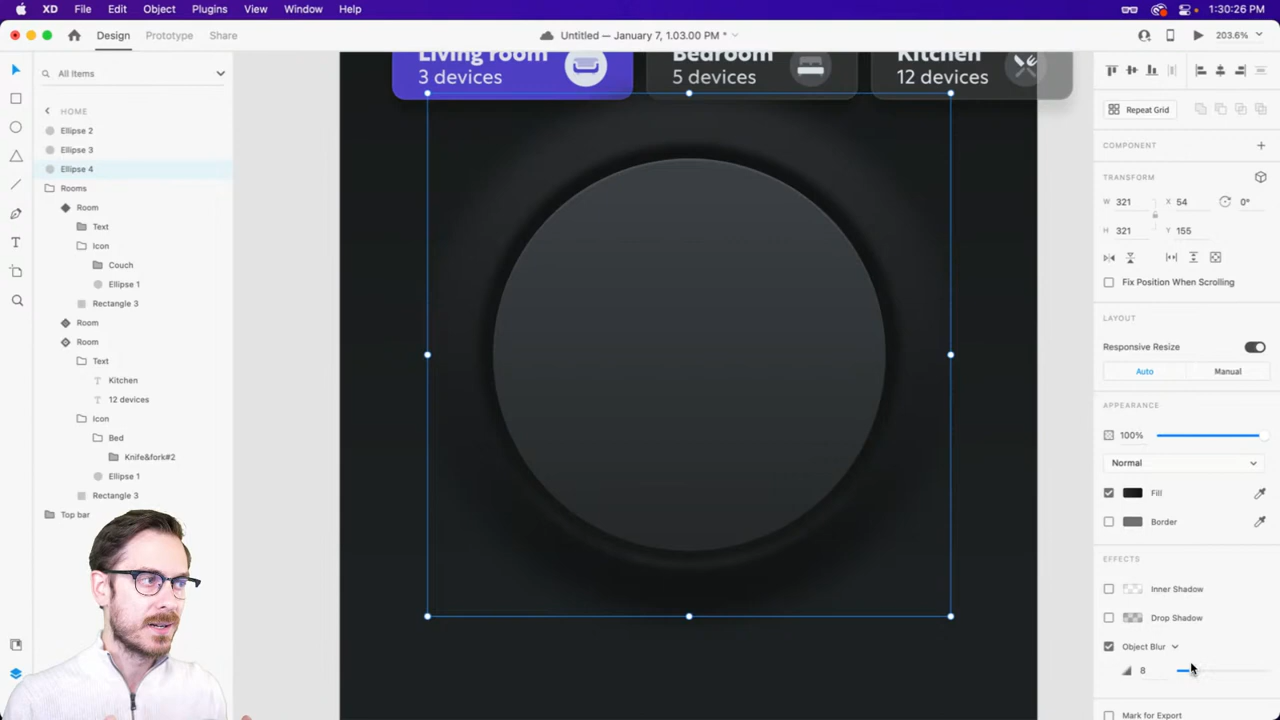 XD File Edit Object Plugins View Window Help 1:30:26 PM
Design Prototype Share Untitled — January 7, 1.03.00 PM * 203.6%
All Items
HOME
Ellipse 2
Ellipse 3
Ellipse 4
Rooms
Room
Text
Icon
Couch
Ellipse 1
Rectangle 3
Room
Room
Text
Kitchen
12 devices
Icon
Bed
Knife&fork#2
Ellipse 1
Rectangle 3
Top bar
Living room
3 devices
Bedroom
5 devices
Kitchen
12 devices
Repeat Grid
COMPONENT
TRANSFORM
W 321 X 54 0°
H 321 Y 155
Fix Position When Scrolling
LAYOUT
Responsive Resize
Auto Manual
APPEARANCE
100%
Normal
Fill
Border
EFFECTS
Inner Shadow
Drop Shadow
Object Blur
8
Mark for Export